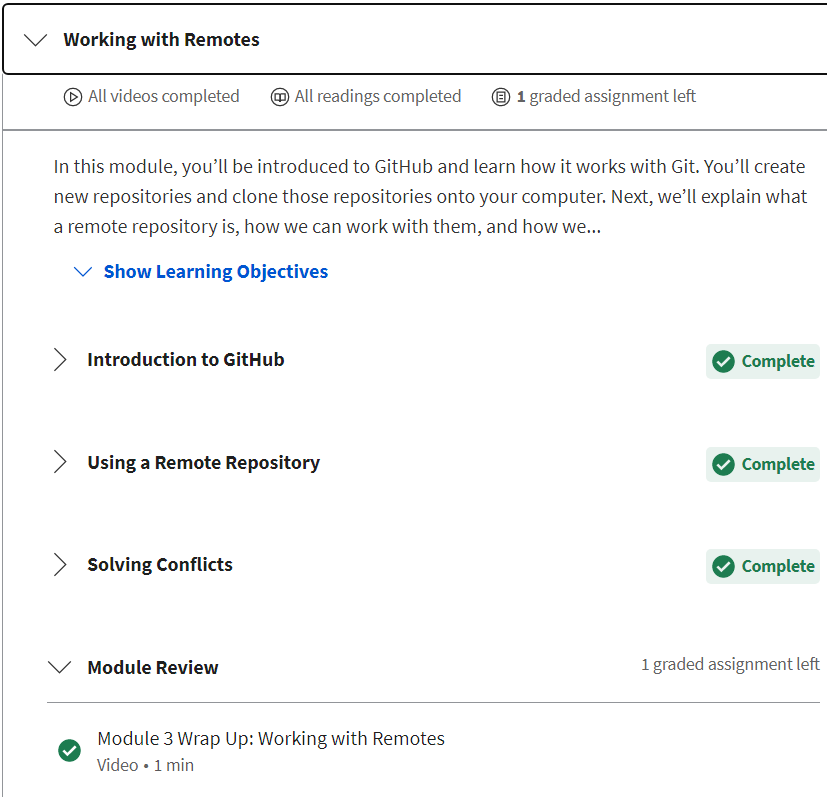 Working with Remotes
All videos completed All readings completed 1 graded assignment left
In this module, you’ll be introduced to GitHub and learn how it works with Git. You’ll create
new repositories and clone those repositories onto your computer. Next, we’ll explain what
a remote repository is, how we can work with them, and how we...
Show Learning Objectives
Introduction to GitHub Complete
Using a Remote Repository Complete
Solving Conflicts Complete
Module Review 1 graded assignment left
Module 3 Wrap Up: Working with Remotes
Video • 1 min